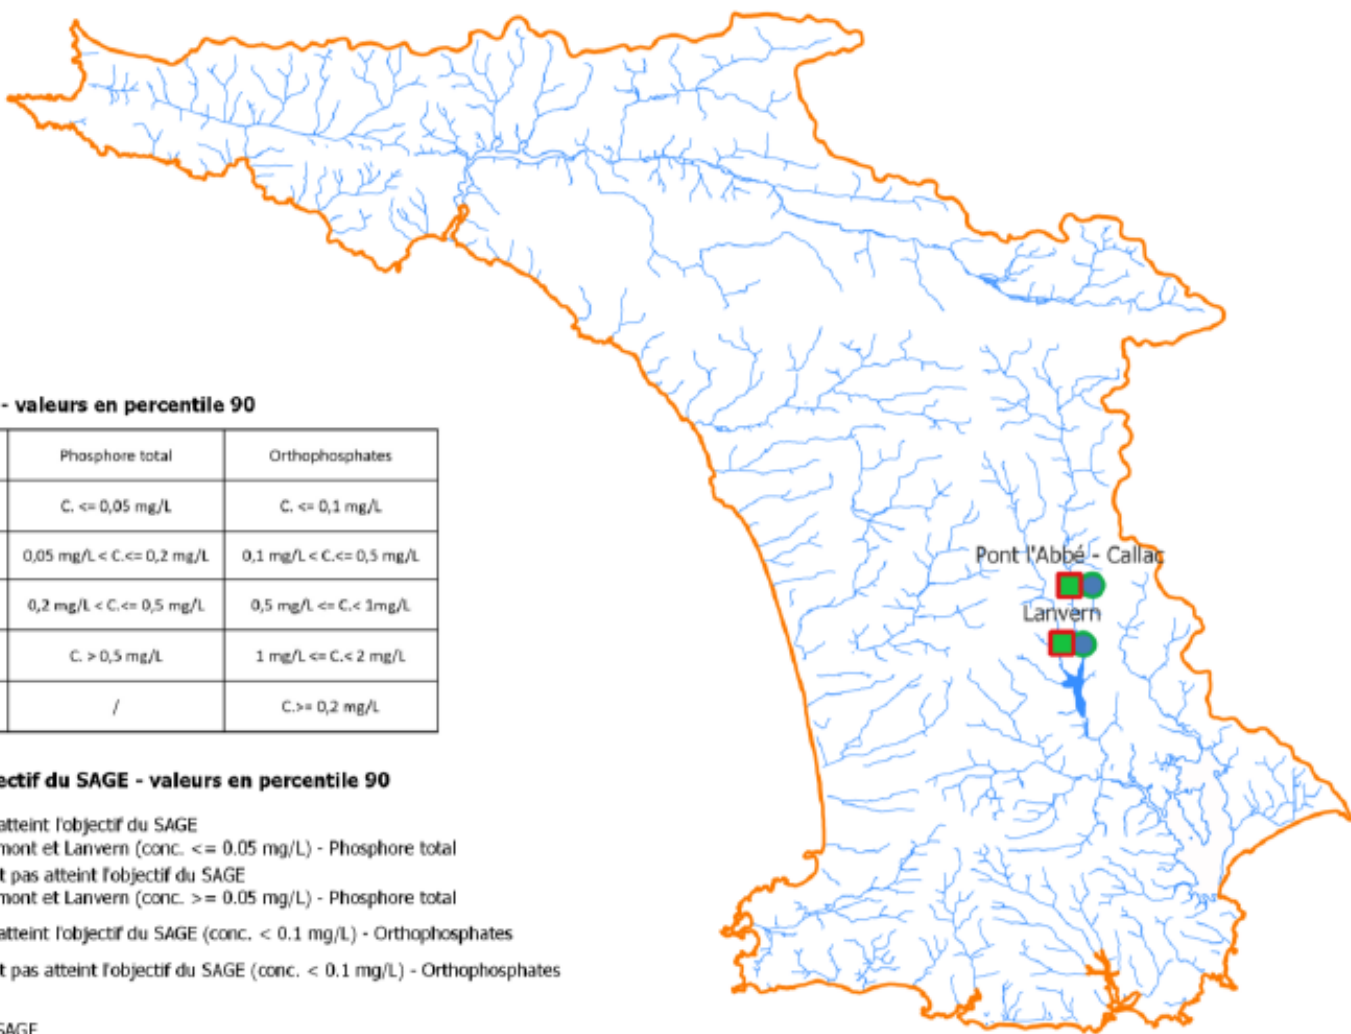 - valeurs en percentile 90
Phosphore total Orthophosphates
C. <= 0,05 mg/L C. <= 0,1 mg/L
0,05 mg/L < C.<= 0,2 mg/L 0,1 mg/L < C.<= 0,5 mg/L
0,2 mg/L < C.<= 0,5 mg/L 0,5 mg/L <= C.< 1mg/L
C. > 0,5 mg/L 1 mg/L <= C.< 2 mg/L
/ C.>= 0,2 mg/L
Pont l'Abbé - Callac
Lanvern
ectif du SAGE - valeurs en percentile 90
atteint l'objectif du SAGE
mont et Lanvern (conc. <= 0.05 mg/L) - Phosphore total
t pas atteint l'objectif du SAGE
mont et Lanvern (conc. >= 0.05 mg/L) - Phosphore total
atteint l'objectif du SAGE (conc. < 0.1 mg/L) - Orthophosphates
t pas atteint l'objectif du SAGE (conc. < 0.1 mg/L) - Orthophosphates
SAGE